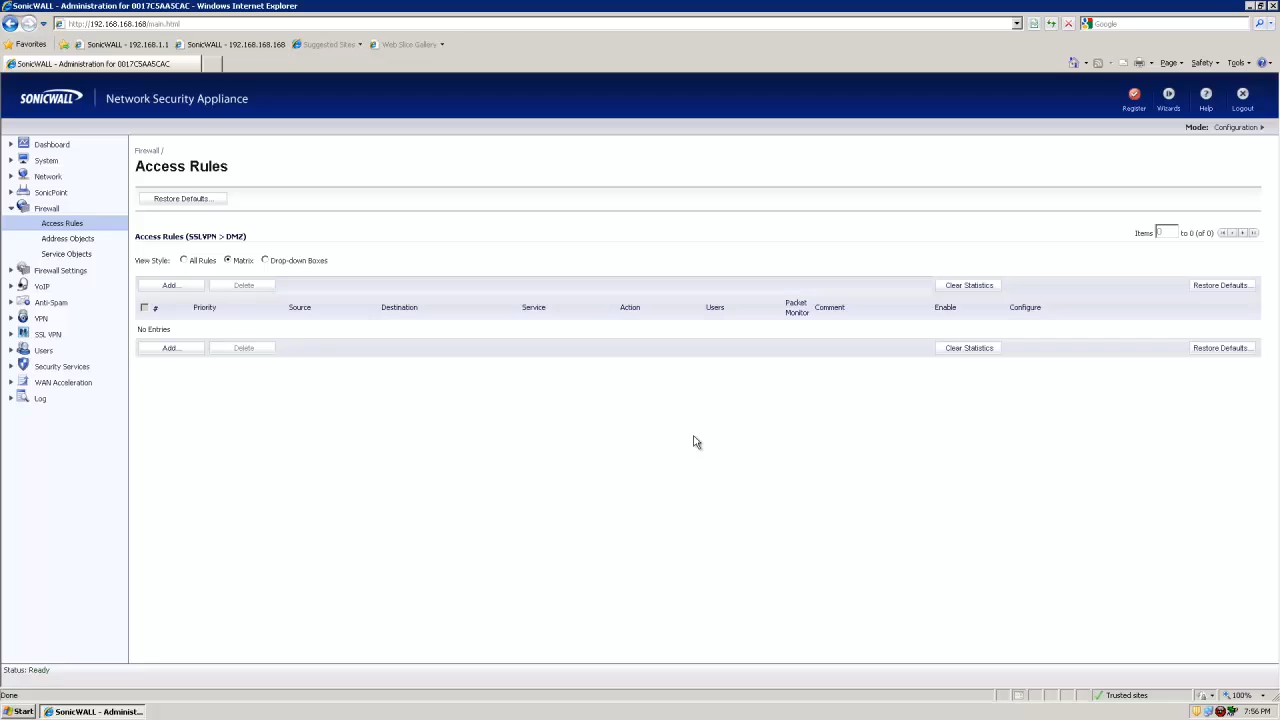 SonicWALL - Administration for 0017C5AA5CAC - Windows Internet Explorer
http://192.168.168.168/main.html
Google
Favorites SonicWALL - 192.168.1.1 SonicWALL - 192.168.168.168 Suggested Sites Web Slice Gallery
SonicWALL - Administration for 0017C5AA5CAC
Page Safety Tools
SONICWALL Network Security Appliance
Register Wizards Help Logout
Mode: Configuration
Dashboard
System
Network
SonicPoint
Firewall
Access Rules
Address Objects
Service Objects
Firewall Settings
VoIP
Anti-Spam
VPN
SSL VPN
Users
Security Services
WAN Acceleration
Log
Firewall /
Access Rules
Restore Defaults...
Access Rules (SSLVPN > DMZ)
Items 0 to 0 (of 0)
View Style: All Rules Matrix Drop-down Boxes
Add... Delete Clear Statistics Restore Defaults...
# Priority Source Destination Service Action Users Packet Monitor Comment Enable Configure
No Entries
Add... Delete Clear Statistics Restore Defaults...
Status: Ready
Done
Trusted sites
100%
Start SonicWALL - Administ...
7:56 PM